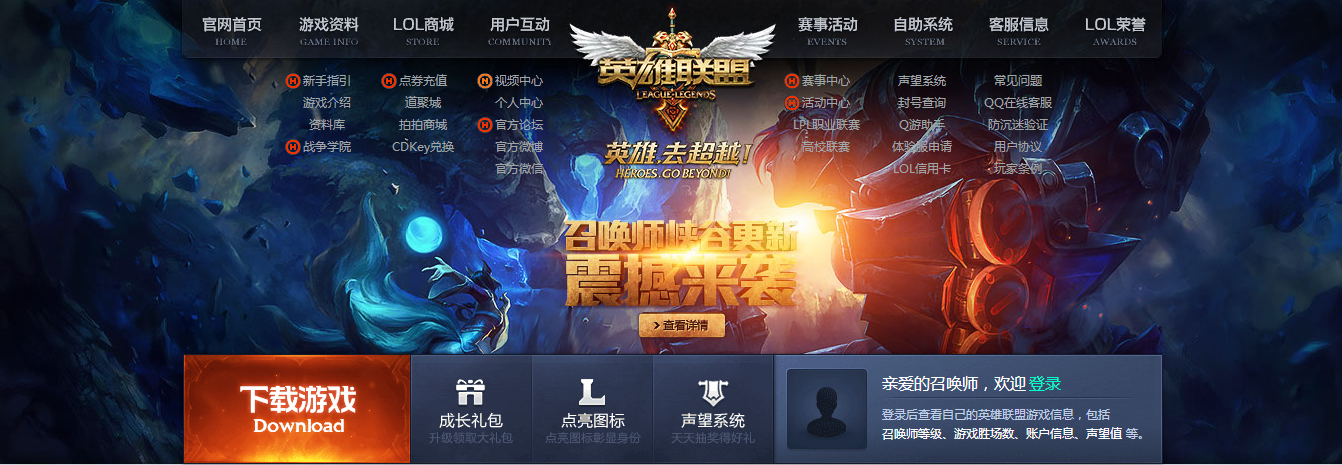 官网首页 游戏资料 LOL商城 用户互动 赛事活动 自助系统 客服信息 LOL荣誉
HOME GAME INFO STORE COMMUNITY EVENTS SYSTEM SERVICE AWARDS
英雄联盟
LEAGUE OF LEGENDS
H 新手指引 H 点券充值 N 视频中心 H 赛事中心 声望系统 常见问题
游戏介绍 道聚城 个人中心 H 活动中心 封号查询 QQ在线客服
资料库 拍拍商城 H 官方论坛 LPL职业联赛 Q游助手 防沉迷验证
H 战争学院 CDKey兑换 官方微博 高校联赛 体验服申请 用户协议
官方微信 LOL信用卡 玩家条例
英雄,去超越!
HEROES, GO BEYOND!
召唤师峡谷更新
震撼来袭
> 查看详情
下载游戏
Download
成长礼包
升级领取大礼包
L
点亮图标
点亮图标彰显身份
声望系统
天天抽奖得好礼
亲爱的召唤师，欢迎 登录
登录后查看自己的英雄联盟游戏信息，包括
召唤师等级、游戏胜场数、账户信息、声望值 等。